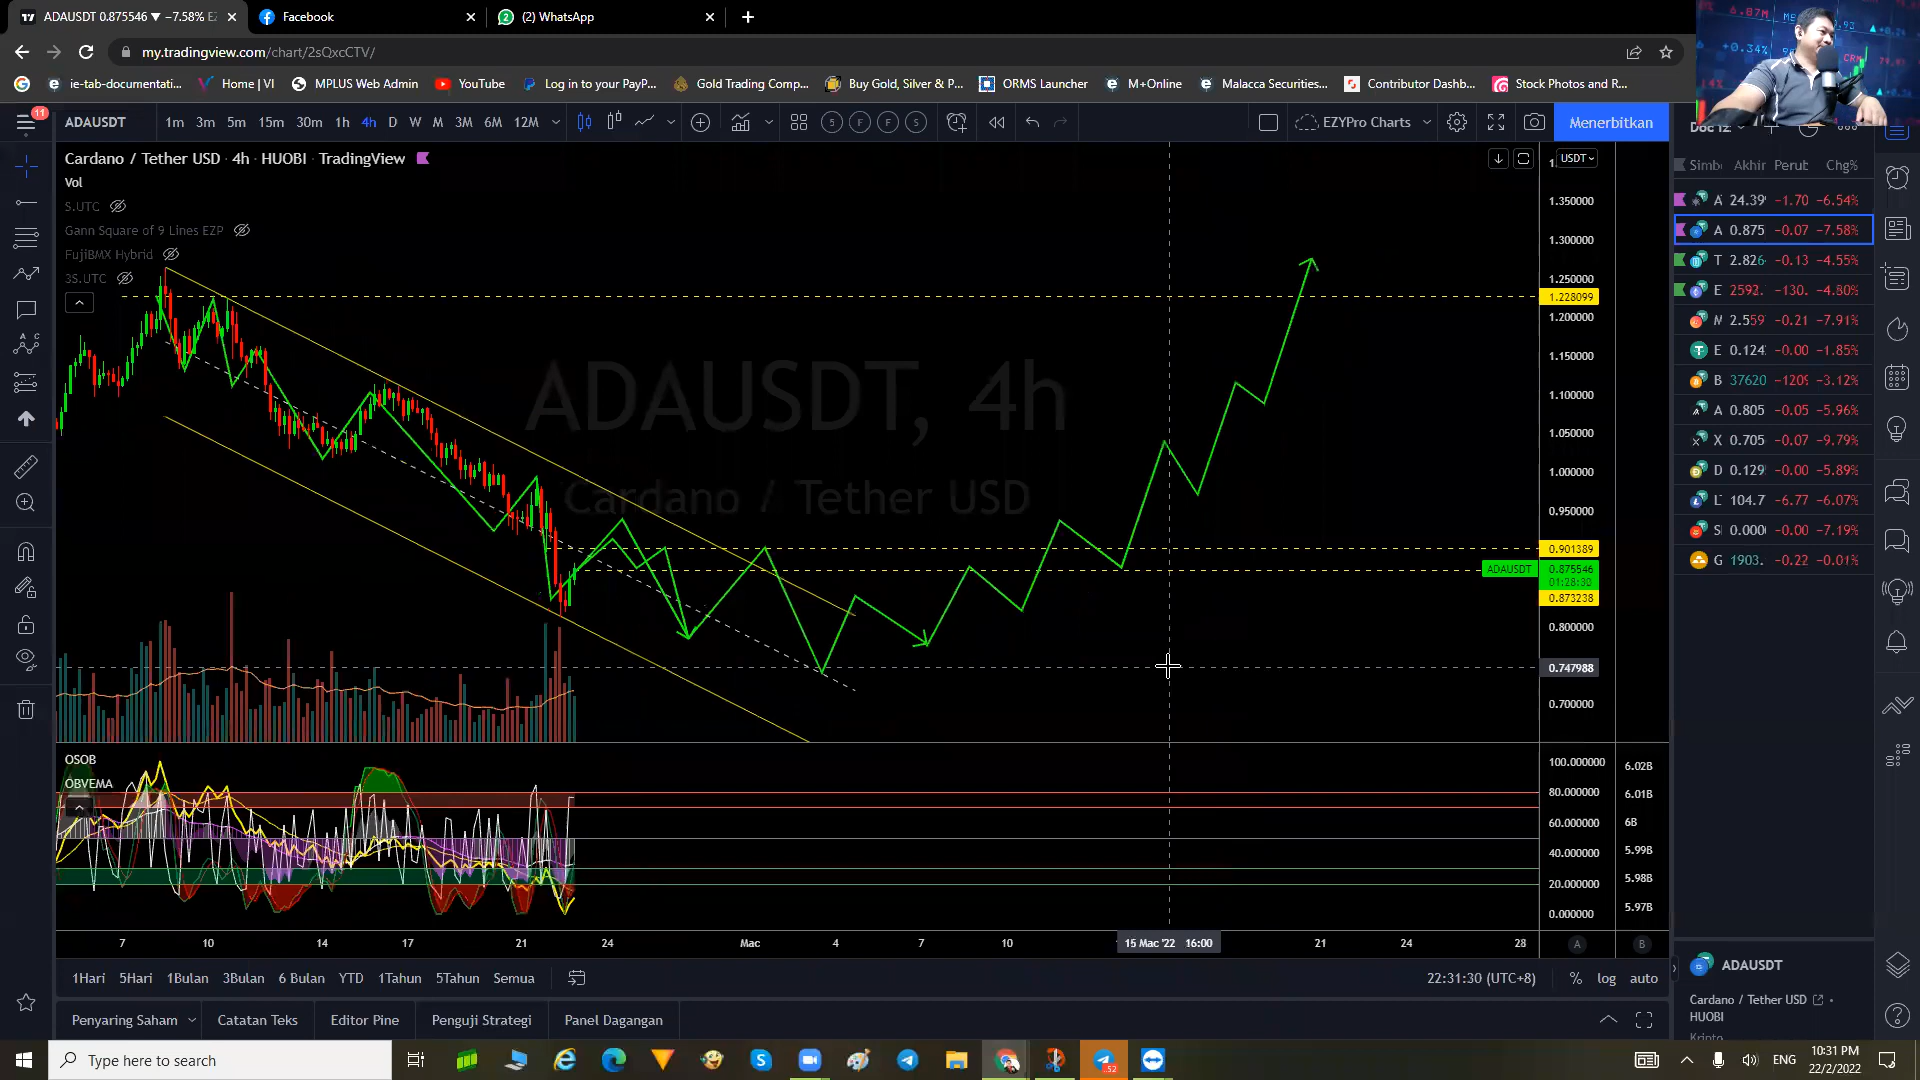 ADAUSDT 0.875546 ▼ −7.58% EZ
Facebook
(2) WhatsApp
my.tradingview.com/chart/2sQxcCTV/
ie-tab-documentati...
Home | VI
MPLUS Web Admin
YouTube
Log in to your PayP...
Gold Trading Comp...
Buy Gold, Silver & P...
ORMS Launcher
M+Online
Malacca Securities...
Contributor Dashb...
Stock Photos and R...
11
ADAUSDT
1m 3m 5m 15m 30m 1h 4h D W M 3M 6M 12M
S F F S
EZYPro Charts
Menerbitkan
Cardano / Tether USD · 4h · HUOBI · TradingView
Vol
S.UTC
Gann Square of 9 Lines EZP
FujiBMX Hybrid
3S.UTC
ADAUSDT, 4h
Cardano / Tether USD
USDT
1.350000
1.300000
1.250000
1.228099
1.200000
1.150000
1.100000
1.050000
1.000000
0.950000
0.901389
ADAUSDT 0.875546
01:28:30
0.873238
0.800000
0.747988
0.700000
OSOB
OBVEMA
100.000000 6.02B
80.000000 6.01B
60.000000 6B
40.000000 5.99B
20.000000 5.98B
0.000000 5.97B
7 10 14 17 21 24 Mac 4 7 10 15 Mac '22 16:00 21 24 28
A B
1Hari 5Hari 1Bulan 3Bulan 6 Bulan YTD 1Tahun 5Tahun Semua
22:31:30 (UTC+8) % log auto
Penyaring Saham Catatan Teks Editor Pine Penguji Strategi Panel Dagangan
Simb Akhir Perub Chg%
A 24.39 −1.70 −6.54%
A 0.875 −0.07 −7.58%
T 2.826 −0.13 −4.55%
E 2592. −130. −4.80%
2.559 −0.21 −7.91%
E 0.124 −0.00 −1.85%
B 37620 −1209 −3.12%
A 0.805 −0.05 −5.96%
X 0.705 −0.07 −9.79%
D 0.129 −0.00 −5.89%
L 104.7 −6.77 −6.07%
S 0.000 −0.00 −7.19%
G 1903. −0.22 −0.01%
ADAUSDT
Cardano / Tether USD
HUOBI
Kripto
Type here to search
52
ENG
10:31 PM
22/2/2022